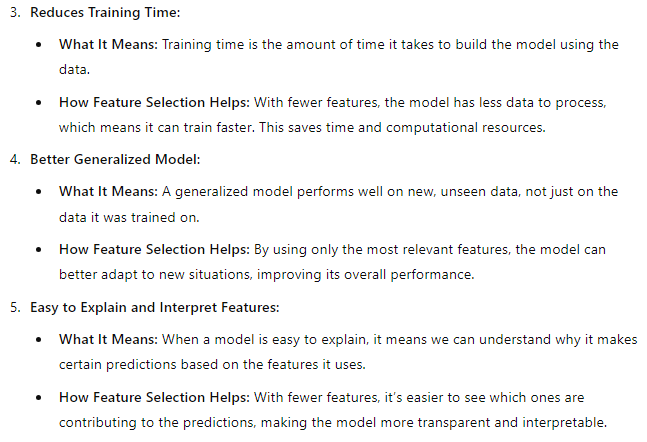 3. Reduces Training Time:
• What It Means: Training time is the amount of time it takes to build the model using the
data.
• How Feature Selection Helps: With fewer features, the model has less data to process,
which means it can train faster. This saves time and computational resources.
4. Better Generalized Model:
• What It Means: A generalized model performs well on new, unseen data, not just on the
data it was trained on.
• How Feature Selection Helps: By using only the most relevant features, the model can
better adapt to new situations, improving its overall performance.
5. Easy to Explain and Interpret Features:
• What It Means: When a model is easy to explain, it means we can understand why it makes
certain predictions based on the features it uses.
• How Feature Selection Helps: With fewer features, it's easier to see which ones are
contributing to the predictions, making the model more transparent and interpretable.